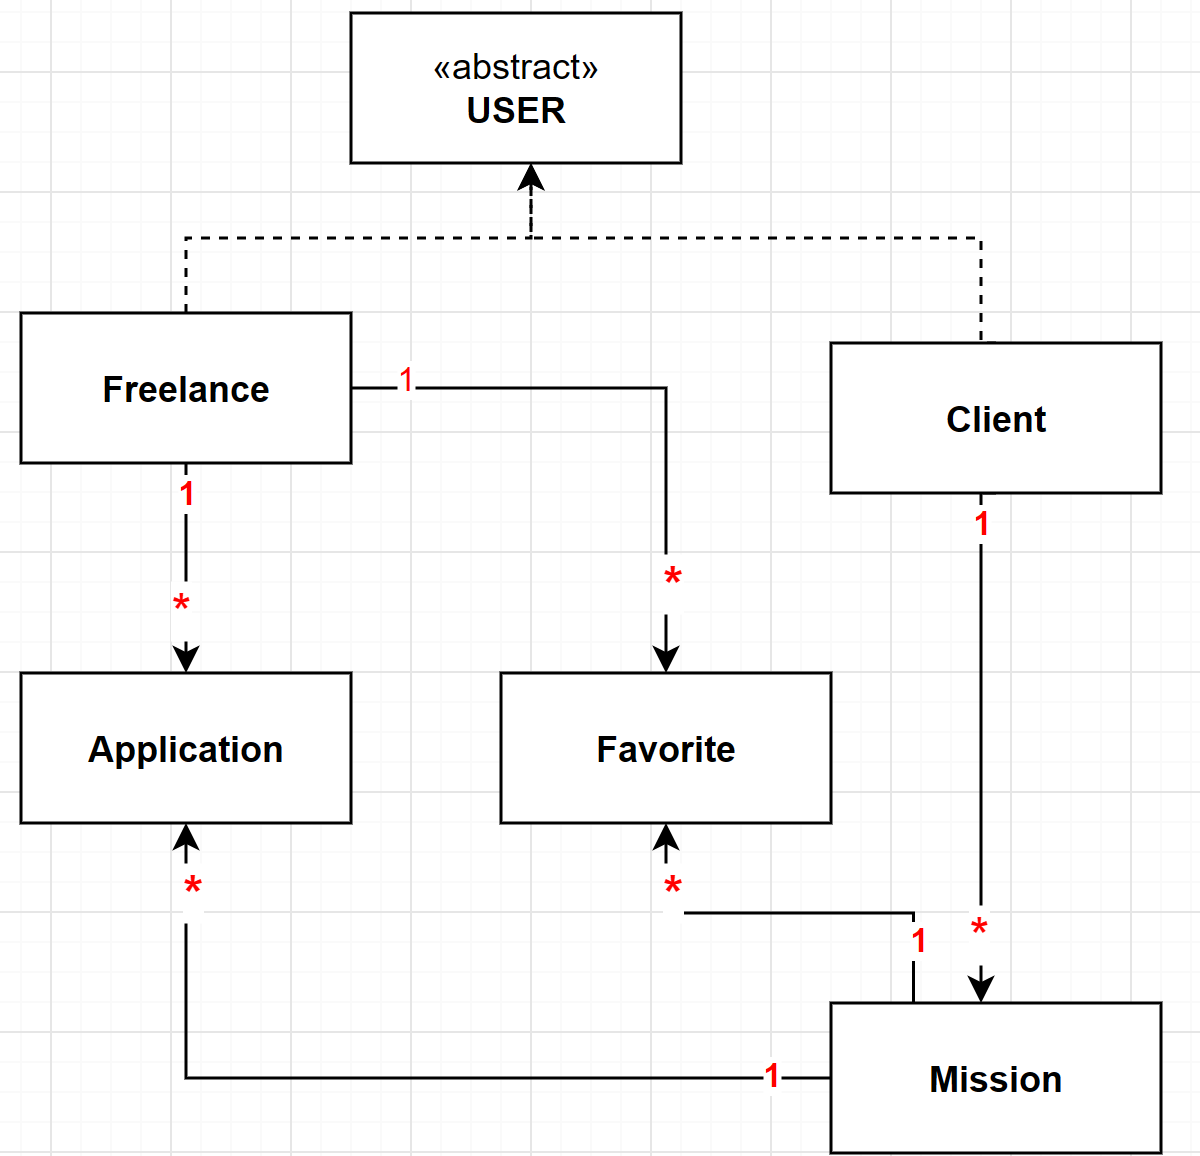 «abstract»
USER
Freelance
1
Client
1
1
*
*
Application
Favorite
*
*
*
1
1
Mission